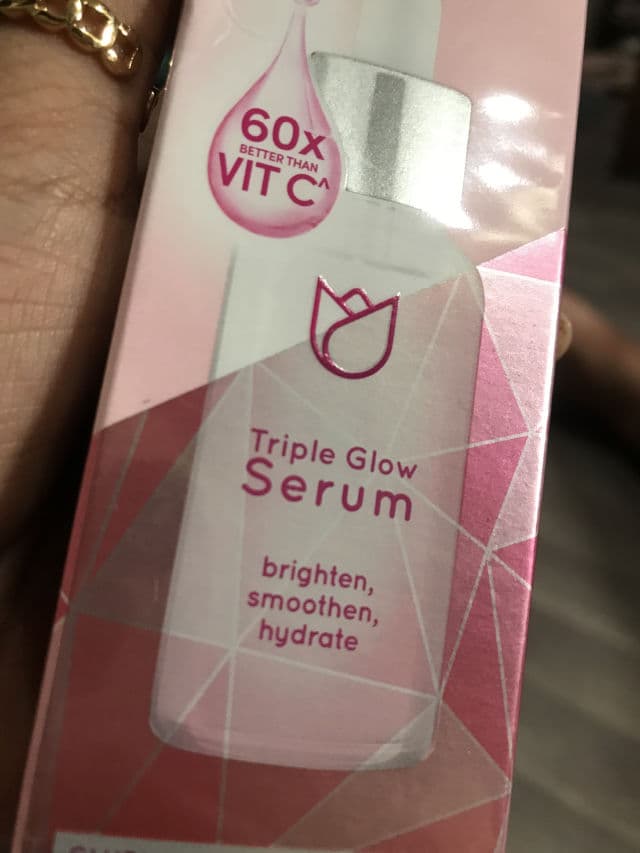 60x
BETTER THAN
VIT C^
Triple Glow
Serum
brighten,
smoothen,
hydrate